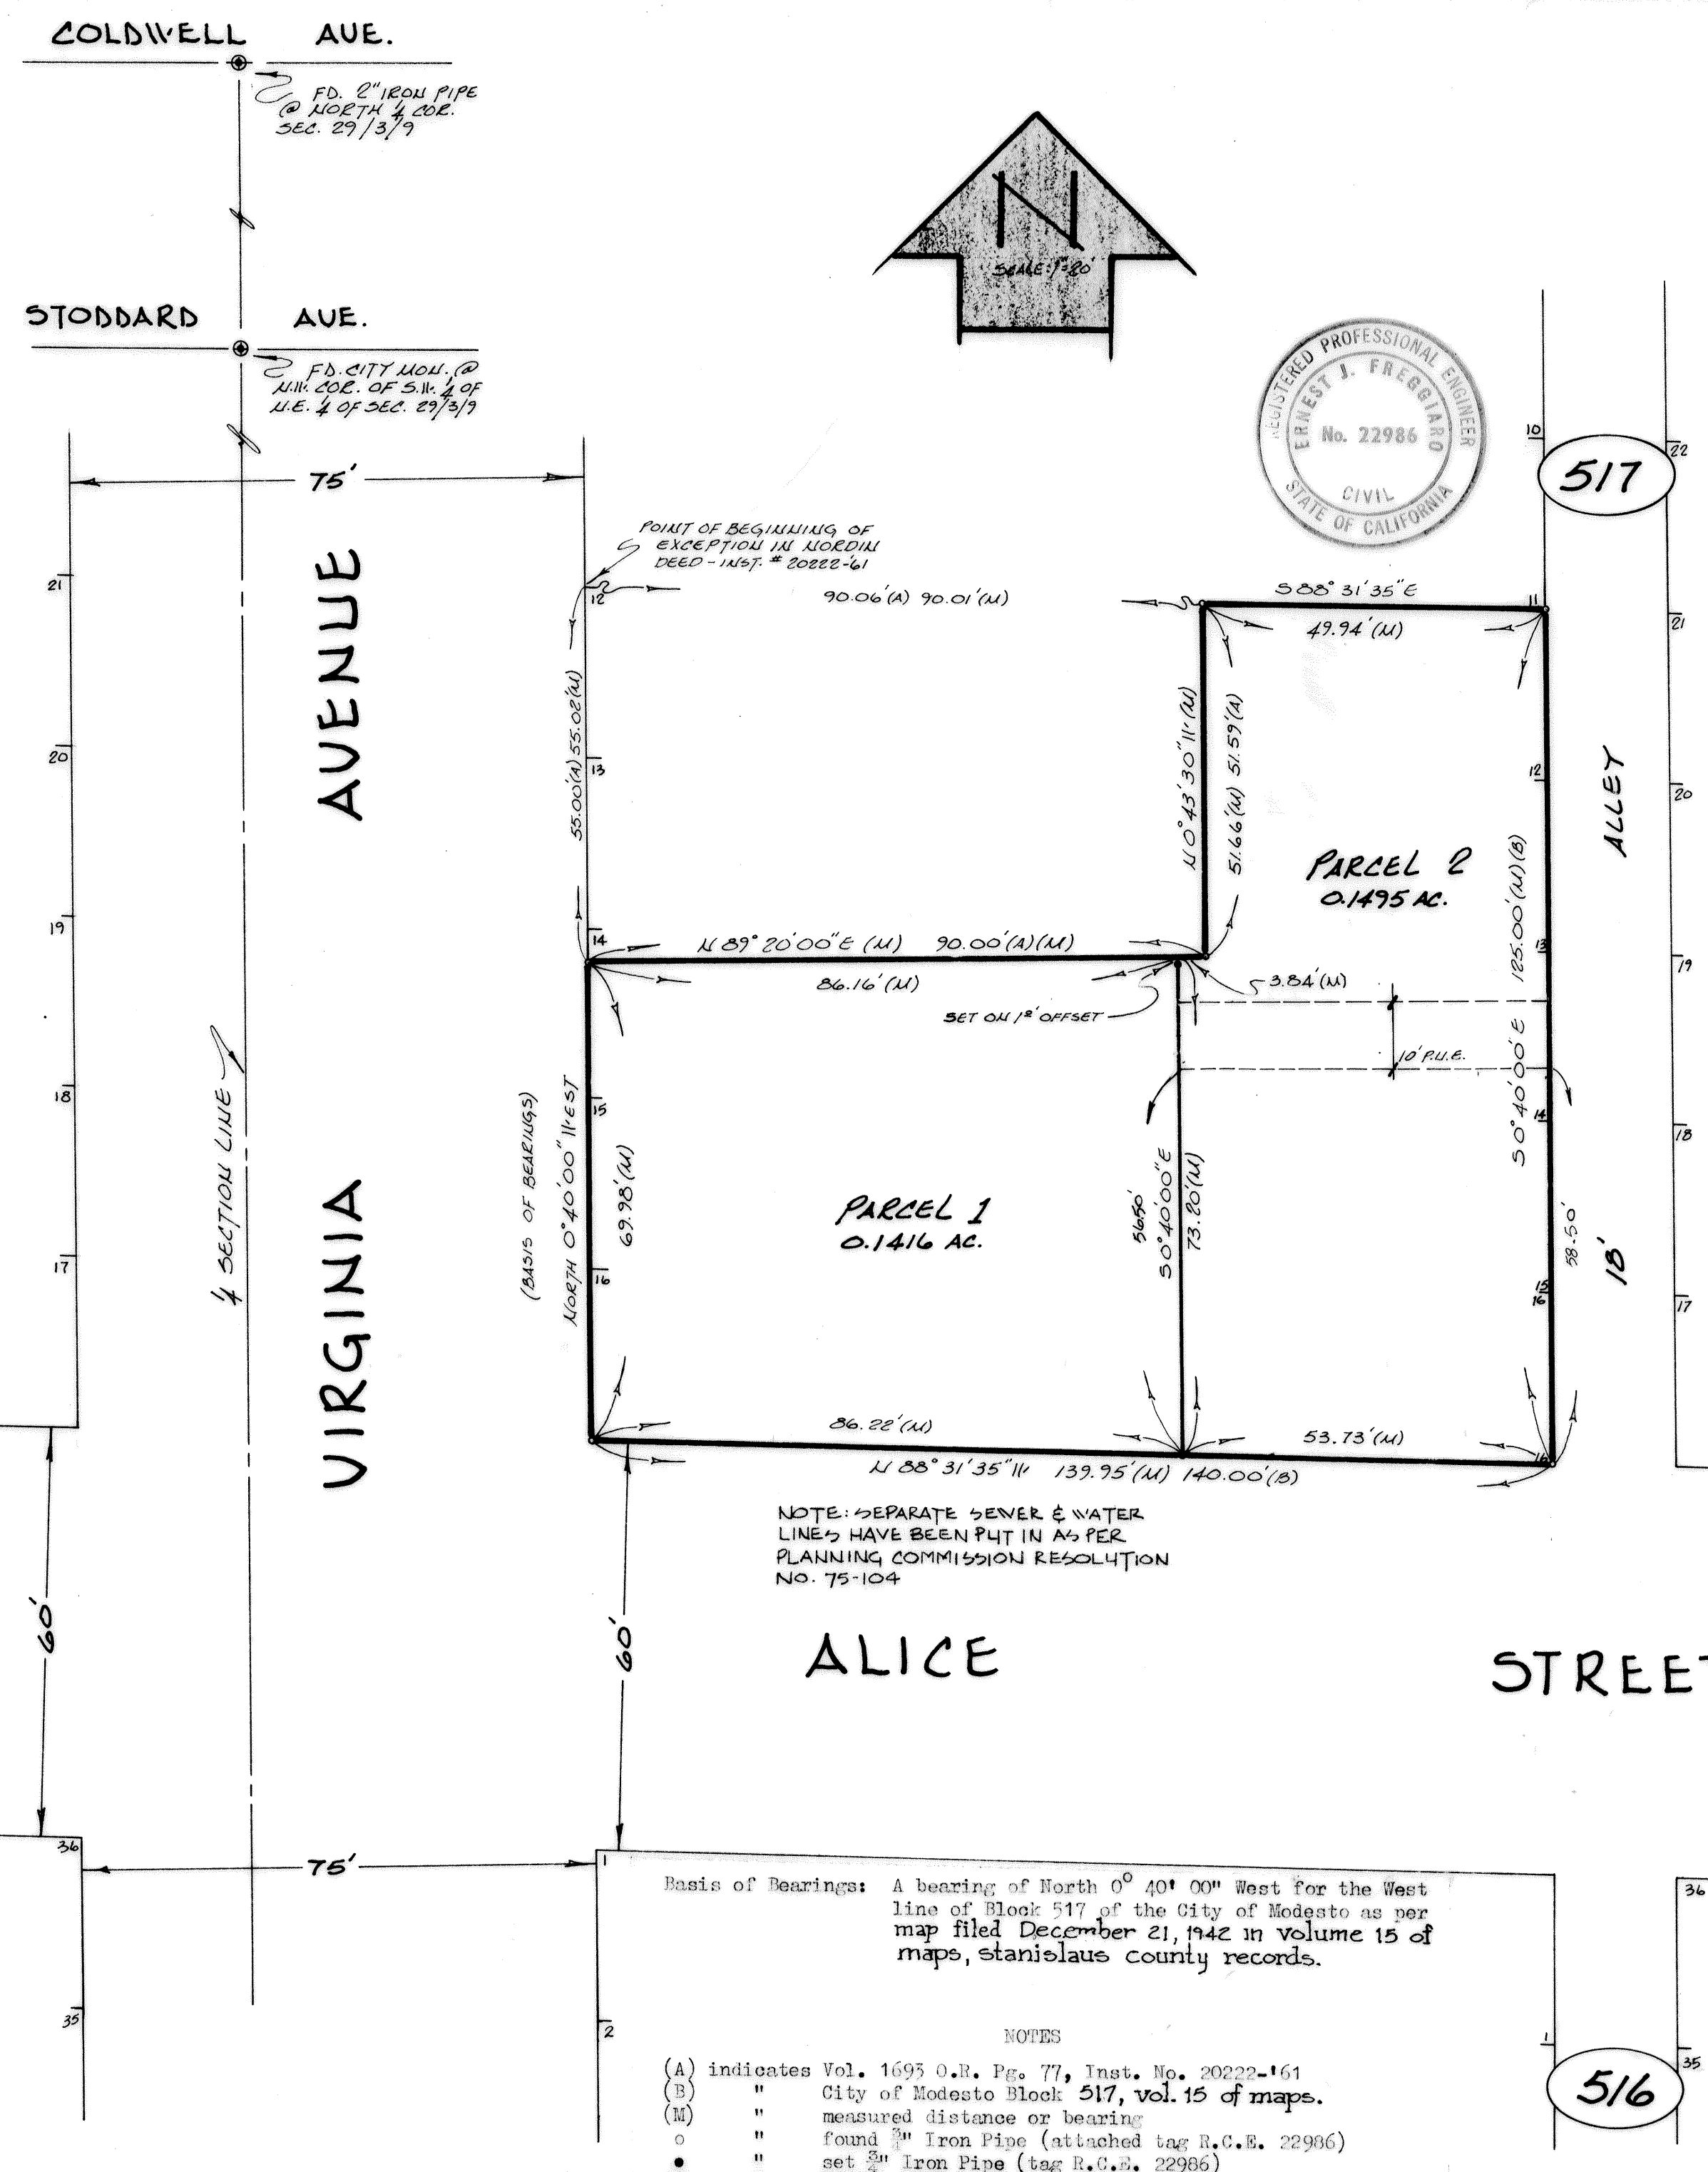 COLDWELL AVE.
FD. 2" IRON PIPE
@ NORTH 1/4 COR.
SEC. 29/3/9
N
SCALE: 1"=20'
STODDARD AVE.
FD. CITY MON. @
N.W. COR. OF S.W. 1/4 OF
N.E. 1/4 OF SEC. 29/3/9
REGISTERED PROFESSIONAL ENGINEER
ERNEST J. FREGGIARO
No. 22986
CIVIL
STATE OF CALIFORNIA
10
22
517
75'
POINT OF BEGINNING OF
EXCEPTION IN NORDIN
DEED - INST. # 20222-'61
21
12
90.06'(A) 90.01'(M)
S 88° 31' 35" E
49.94'(M)
11
21
AVENUE
VIRGINIA
20
13
55.00'(A) 55.02'(M)
N 0° 43' 30" W (M)
51.66'(M) 51.59'(A)
12
20
ALLEY
18'
PARCEL 2
0.1495 AC.
S 0° 40' 00" E 125.00'(M)(B)
19
14
N 89° 20' 00" E (M) 90.00'(A)(M)
13
19
86.16'(M)
3.84'(M)
SET ON 1.0' OFFSET
10' P.U.E.
1/4 SECTION LINE
18
15
14
18
(BASIS OF BEARINGS)
NORTH 0° 40' 00" WEST
69.98'(M)
PARCEL 1
0.1416 AC.
S 0° 40' 00" E
73.20'(M)
58.50'
17
16
15
16
17
86.22'(M)
53.73'(M)
16
N 88° 31' 35" W 139.95'(M) 140.00'(B)
NOTE: SEPARATE SEWER & WATER
LINES HAVE BEEN PUT IN AS PER
PLANNING COMMISSION RESOLUTION
NO. 75-104
60'
60'
ALICE STREET
36
75'
1
36
Basis of Bearings: A bearing of North 0° 40' 00" West for the West
line of Block 517 of the City of Modesto as per
map filed December 21, 1942 in volume 15 of
maps, stanislaus county records.
35
2
1
35
516
NOTES
(A) indicates Vol. 1693 O.R. Pg. 77, Inst. No. 20222-'61
(B) " City of Modesto Block 517, vol. 15 of maps.
(M) " measured distance or bearing
○ " found 3/4" Iron Pipe (attached tag R.C.E. 22986)
● " set 3/4" Iron Pipe (tag R.C.E. 22986)